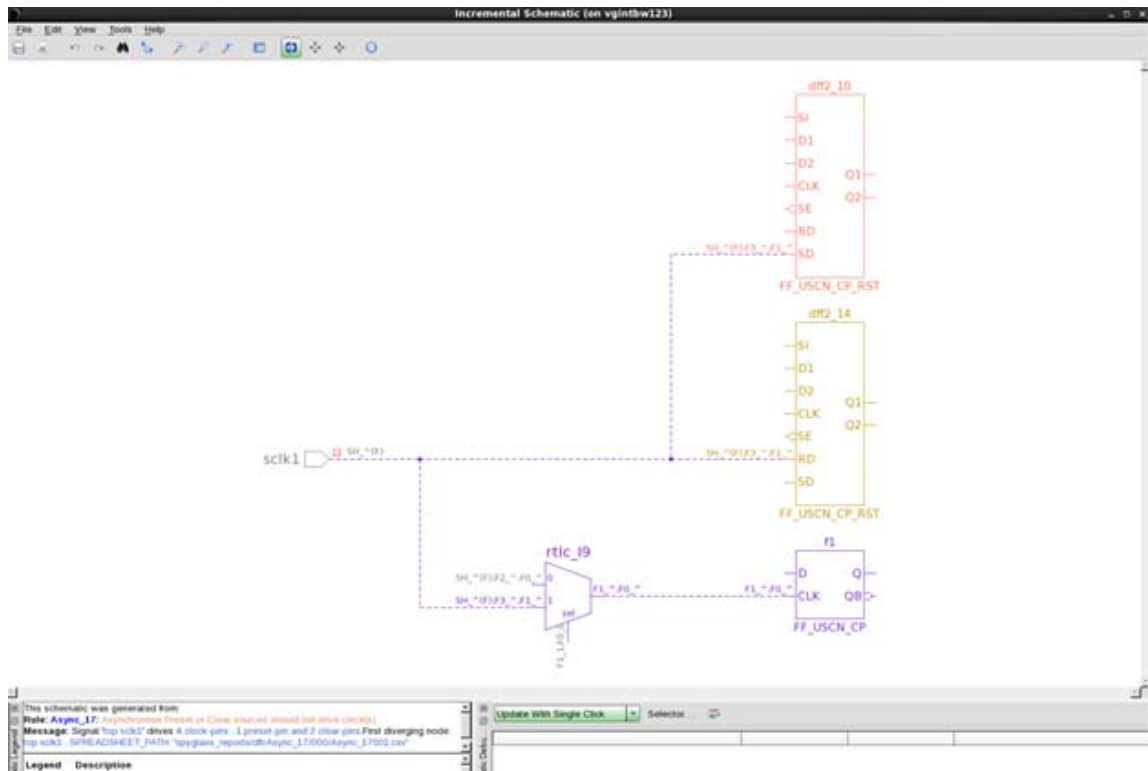 Incremental Schematic (on vgintbw123)
File Edit View Tools Help
dff2_10
SI
D1
D2
CLK
SE
RD
SD
Q1
Q2
FF_USCN_CP_RST
dff2_14
SI
D1
D2
CLK
SE
RD
SD
Q1
Q2
FF_USCN_CP_RST
sclk1
rtlc_I9
0
1
sel
f1
D
CLK
Q
QB
FF_USCN_CP
This schematic was generated from:
Rule: Async_17: Asynchronous Preset or Clear sources should not drive clock(s)
Message: Signal "top.sclk1" drives 4 clock-pins , 1 preset-pin and 2 clear-pins.First diverging node:
top.sclk1 . SPREADSHEET_PATH:
Legend Description
Update With Single Click
Selector...